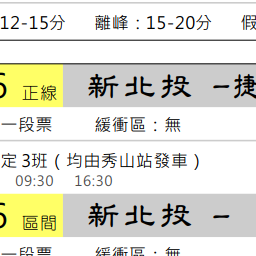 12-15分 離峰：15-20分 假
6 正線 新北投 –捷
一段票 緩衝區：無
定 3班（均由秀山站發車）
09:30 16:30
6 區間 新北投 –
一段票 緩衝區：無